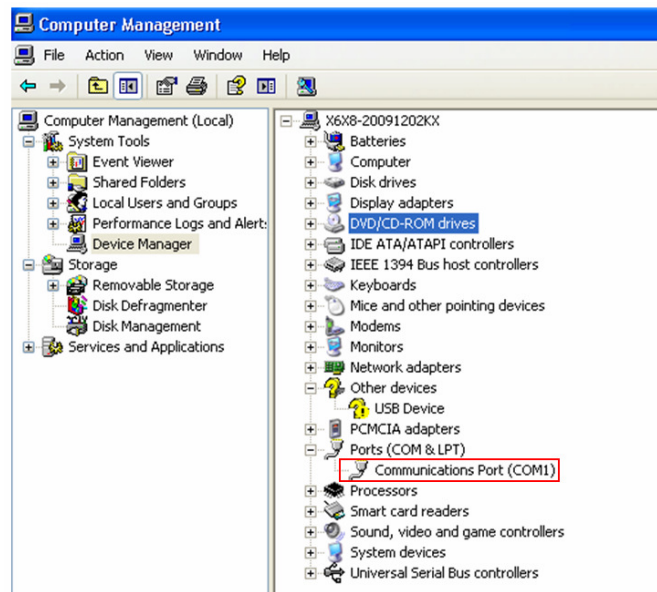 Computer Management
File Action View Window Help
Computer Management (Local)
System Tools
Event Viewer
Shared Folders
Local Users and Groups
Performance Logs and Alert:
Device Manager
Storage
Removable Storage
Disk Defragmenter
Disk Management
Services and Applications
X6X8-20091202KX
Batteries
Computer
Disk drives
Display adapters
DVD/CD-ROM drives
IDE ATA/ATAPI controllers
IEEE 1394 Bus host controllers
Keyboards
Mice and other pointing devices
Modems
Monitors
Network adapters
Other devices
USB Device
PCMCIA adapters
Ports (COM & LPT)
Communications Port (COM1)
Processors
Smart card readers
Sound, video and game controllers
System devices
Universal Serial Bus controllers